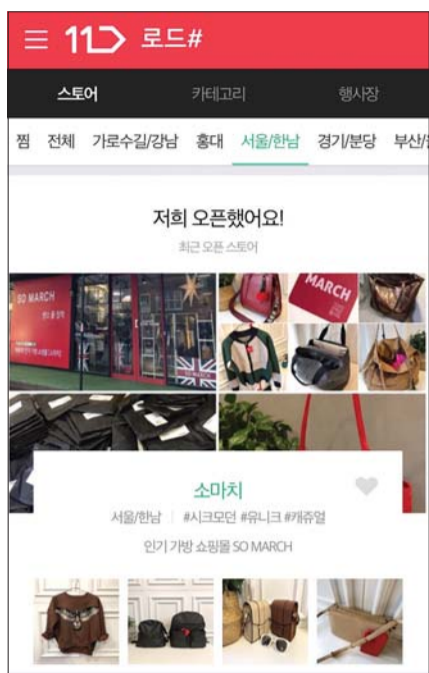 11 로드#
스토어 카테고리 행사장
찜 전체 가로수길/강남 홍대 서울/한남 경기/분당 부산/
저희 오픈했어요!
최근 오픈 스토어
SO MARCH
MARCH
소마치
서울/한남 | #시크모던 #유니크 #캐쥬얼
인기 가방 쇼핑몰 SO MARCH